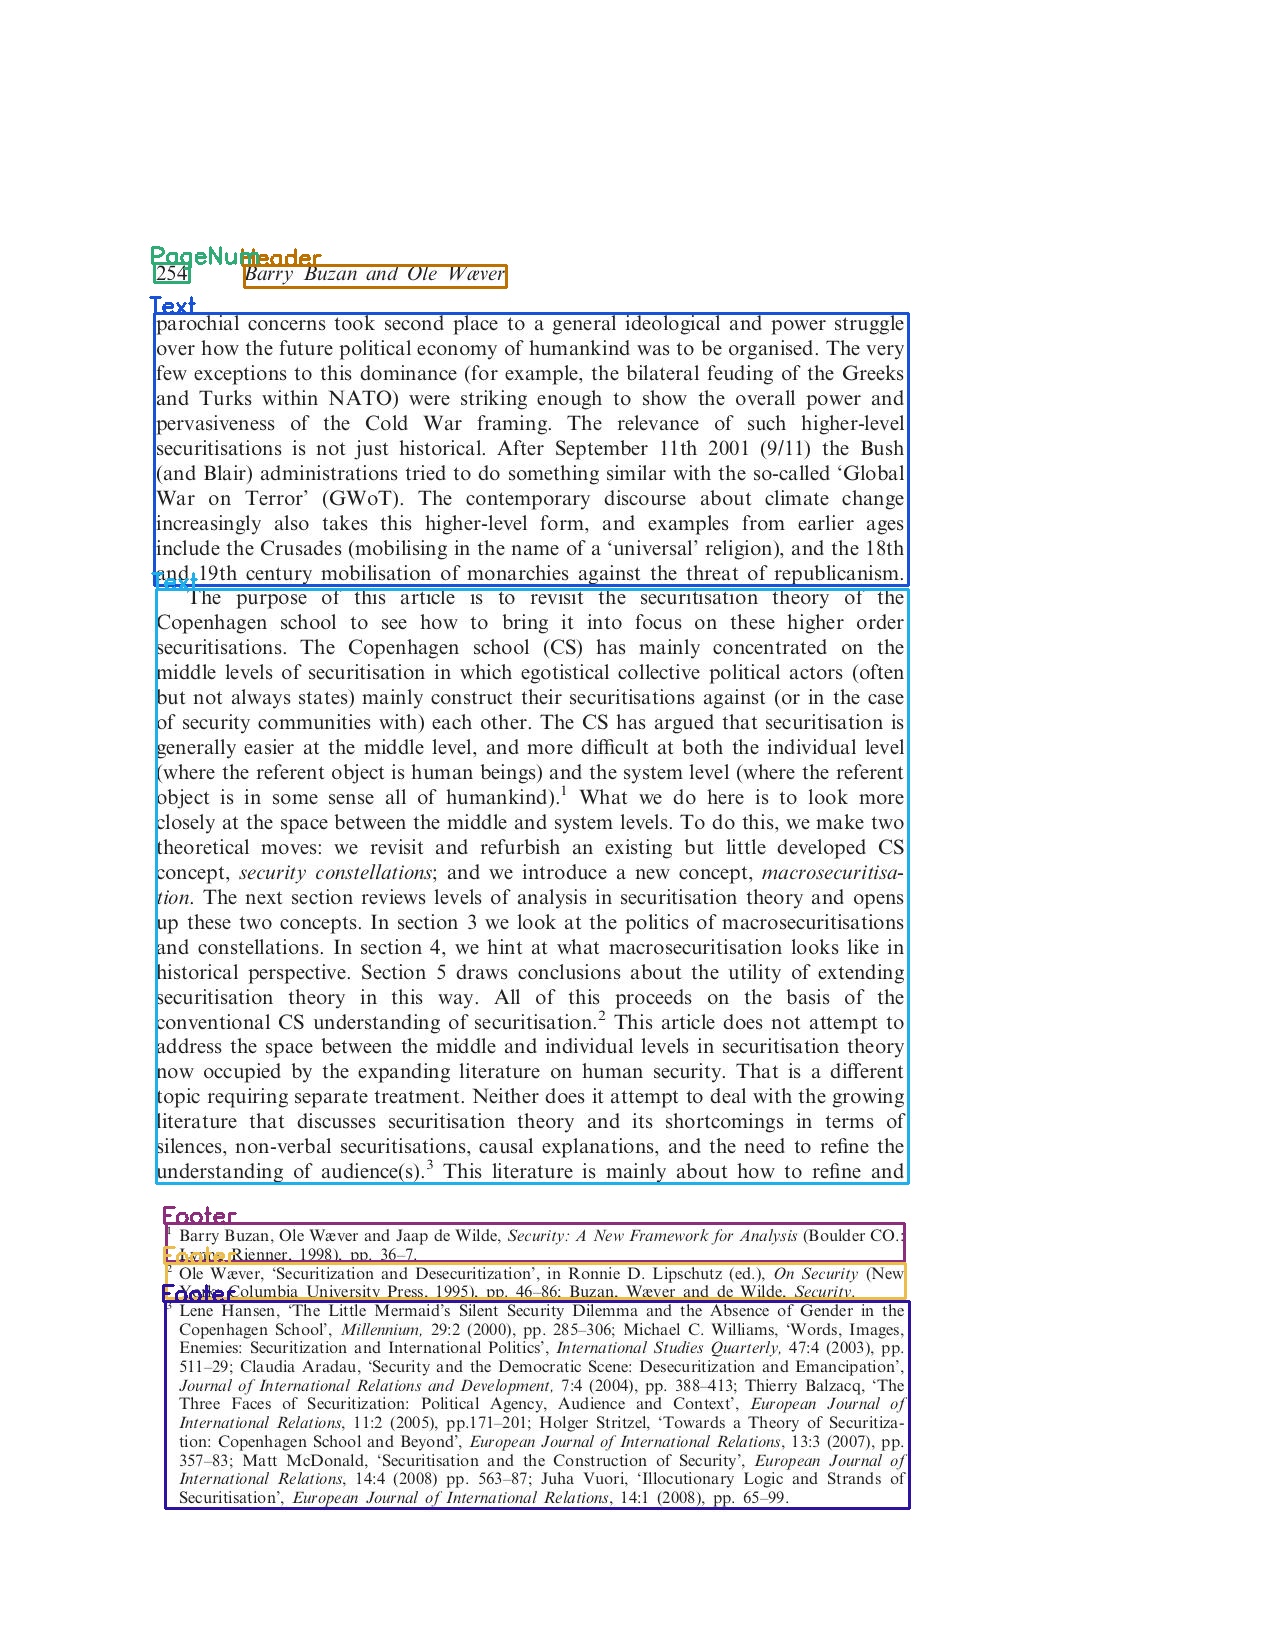 PageNum
Header
254
Barry Buzan and Ole Wæver
Text
parochial concerns took second place to a general ideological and power struggle
over how the future political economy of humankind was to be organised. The very
few exceptions to this dominance (for example, the bilateral feuding of the Greeks
and Turks within NATO) were striking enough to show the overall power and
pervasiveness of the Cold War framing. The relevance of such higher-level
securitisations is not just historical. After September 11th 2001 (9/11) the Bush
(and Blair) administrations tried to do something similar with the so-called ‘Global
War on Terror’ (GWoT). The contemporary discourse about climate change
increasingly also takes this higher-level form, and examples from earlier ages
include the Crusades (mobilising in the name of a ‘universal’ religion), and the 18th
and 19th century mobilisation of monarchies against the threat of republicanism.
Text
The purpose of this article is to revisit the securitisation theory of the
Copenhagen school to see how to bring it into focus on these higher order
securitisations. The Copenhagen school (CS) has mainly concentrated on the
middle levels of securitisation in which egotistical collective political actors (often
but not always states) mainly construct their securitisations against (or in the case
of security communities with) each other. The CS has argued that securitisation is
generally easier at the middle level, and more difficult at both the individual level
(where the referent object is human beings) and the system level (where the referent
object is in some sense all of humankind).1 What we do here is to look more
closely at the space between the middle and system levels. To do this, we make two
theoretical moves: we revisit and refurbish an existing but little developed CS
concept, security constellations; and we introduce a new concept, macrosecuritisa-
tion. The next section reviews levels of analysis in securitisation theory and opens
up these two concepts. In section 3 we look at the politics of macrosecuritisations
and constellations. In section 4, we hint at what macrosecuritisation looks like in
historical perspective. Section 5 draws conclusions about the utility of extending
securitisation theory in this way. All of this proceeds on the basis of the
conventional CS understanding of securitisation.2 This article does not attempt to
address the space between the middle and individual levels in securitisation theory
now occupied by the expanding literature on human security. That is a different
topic requiring separate treatment. Neither does it attempt to deal with the growing
literature that discusses securitisation theory and its shortcomings in terms of
silences, non-verbal securitisations, causal explanations, and the need to refine the
understanding of audience(s).3 This literature is mainly about how to refine and
Footer
1 Barry Buzan, Ole Wæver and Jaap de Wilde, Security: A New Framework for Analysis (Boulder CO.:
Rienner, 1998), pp. 36–7.
Footer
2 Ole Wæver, ‘Securitization and Desecuritization’, in Ronnie D. Lipschutz (ed.), On Security (New
Columbia University Press, 1995), pp. 46–86; Buzan, Wæver and de Wilde, Security.
Footer
3 Lene Hansen, ‘The Little Mermaid’s Silent Security Dilemma and the Absence of Gender in the
Copenhagen School’, Millennium, 29:2 (2000), pp. 285–306; Michael C. Williams, ‘Words, Images,
Enemies: Securitization and International Politics’, International Studies Quarterly, 47:4 (2003), pp.
511–29; Claudia Aradau, ‘Security and the Democratic Scene: Desecuritization and Emancipation’,
Journal of International Relations and Development, 7:4 (2004), pp. 388–413; Thierry Balzacq, ‘The
Three Faces of Securitization: Political Agency, Audience and Context’, European Journal of
International Relations, 11:2 (2005), pp.171–201; Holger Stritzel, ‘Towards a Theory of Securitiza-
tion: Copenhagen School and Beyond’, European Journal of International Relations, 13:3 (2007), pp.
357–83; Matt McDonald, ‘Securitisation and the Construction of Security’, European Journal of
International Relations, 14:4 (2008) pp. 563–87; Juha Vuori, ‘Illocutionary Logic and Strands of
Securitisation’, European Journal of International Relations, 14:1 (2008), pp. 65–99.